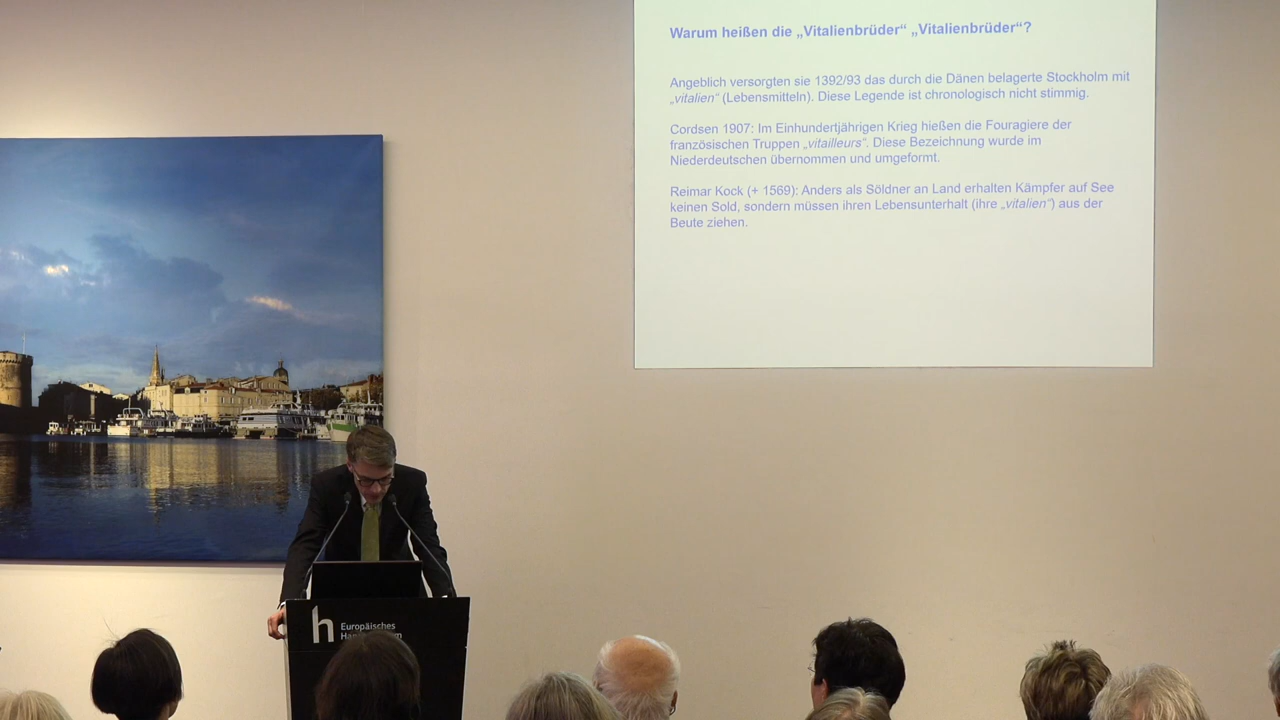 Warum heißen die „Vitalienbrüder“ „Vitalienbrüder“?
Angeblich versorgten sie 1392/93 das durch die Dänen belagerte Stockholm mit
„vitalien“ (Lebensmitteln). Diese Legende ist chronologisch nicht stimmig.
Cordsen 1907: Im Einhundertjährigen Krieg hießen die Fouragiere der
französischen Truppen „vitailleurs“. Diese Bezeichnung wurde im
Niederdeutschen übernommen und umgeformt.
Reimar Kock (+ 1569): Anders als Söldner an Land erhalten Kämpfer auf See
keinen Sold, sondern müssen ihren Lebensunterhalt (ihre „vitalien“) aus der
Beute ziehen.
h
Europäisches